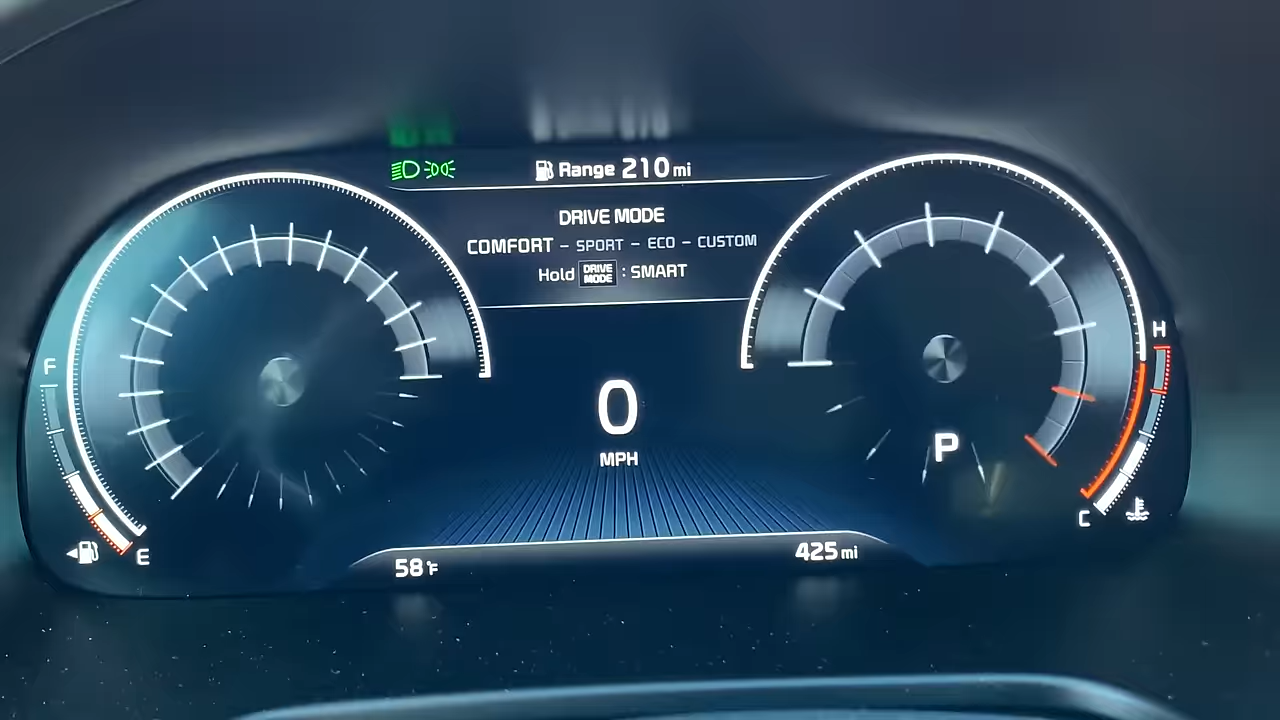 Range 210 mi
DRIVE MODE
COMFORT – SPORT – ECO – CUSTOM
Hold DRIVE MODE : SMART
F
H
0
MPH
P
E
C
58°F
425 mi